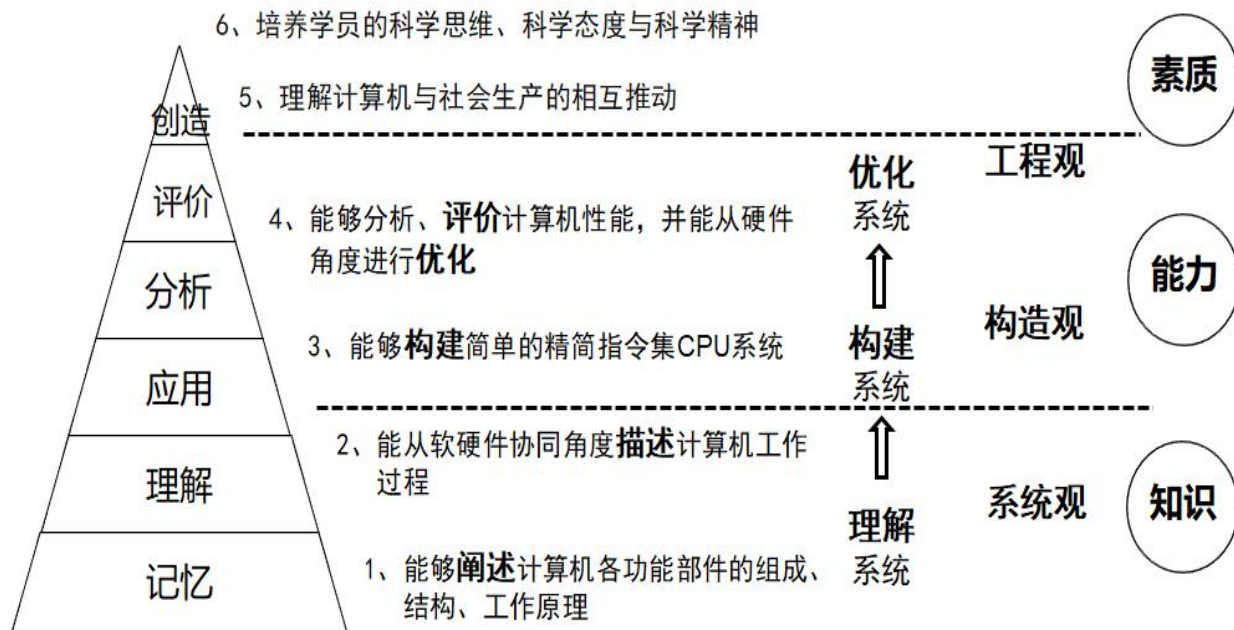 6、培养学员的科学思维、科学态度与科学精神
素质
5、理解计算机与社会生产的相互推动
创造
工程观
优化
系统
评价
4、能够分析、评价计算机性能，并能从硬件
角度进行优化
能力
分析
构造观
3、能够构建简单的精简指令集CPU系统
构建
系统
应用
2、能从软硬件协同角度描述计算机工作
过程
理解
系统观
知识
理解
系统
1、能够阐述计算机各功能部件的组成、
结构、工作原理
记忆